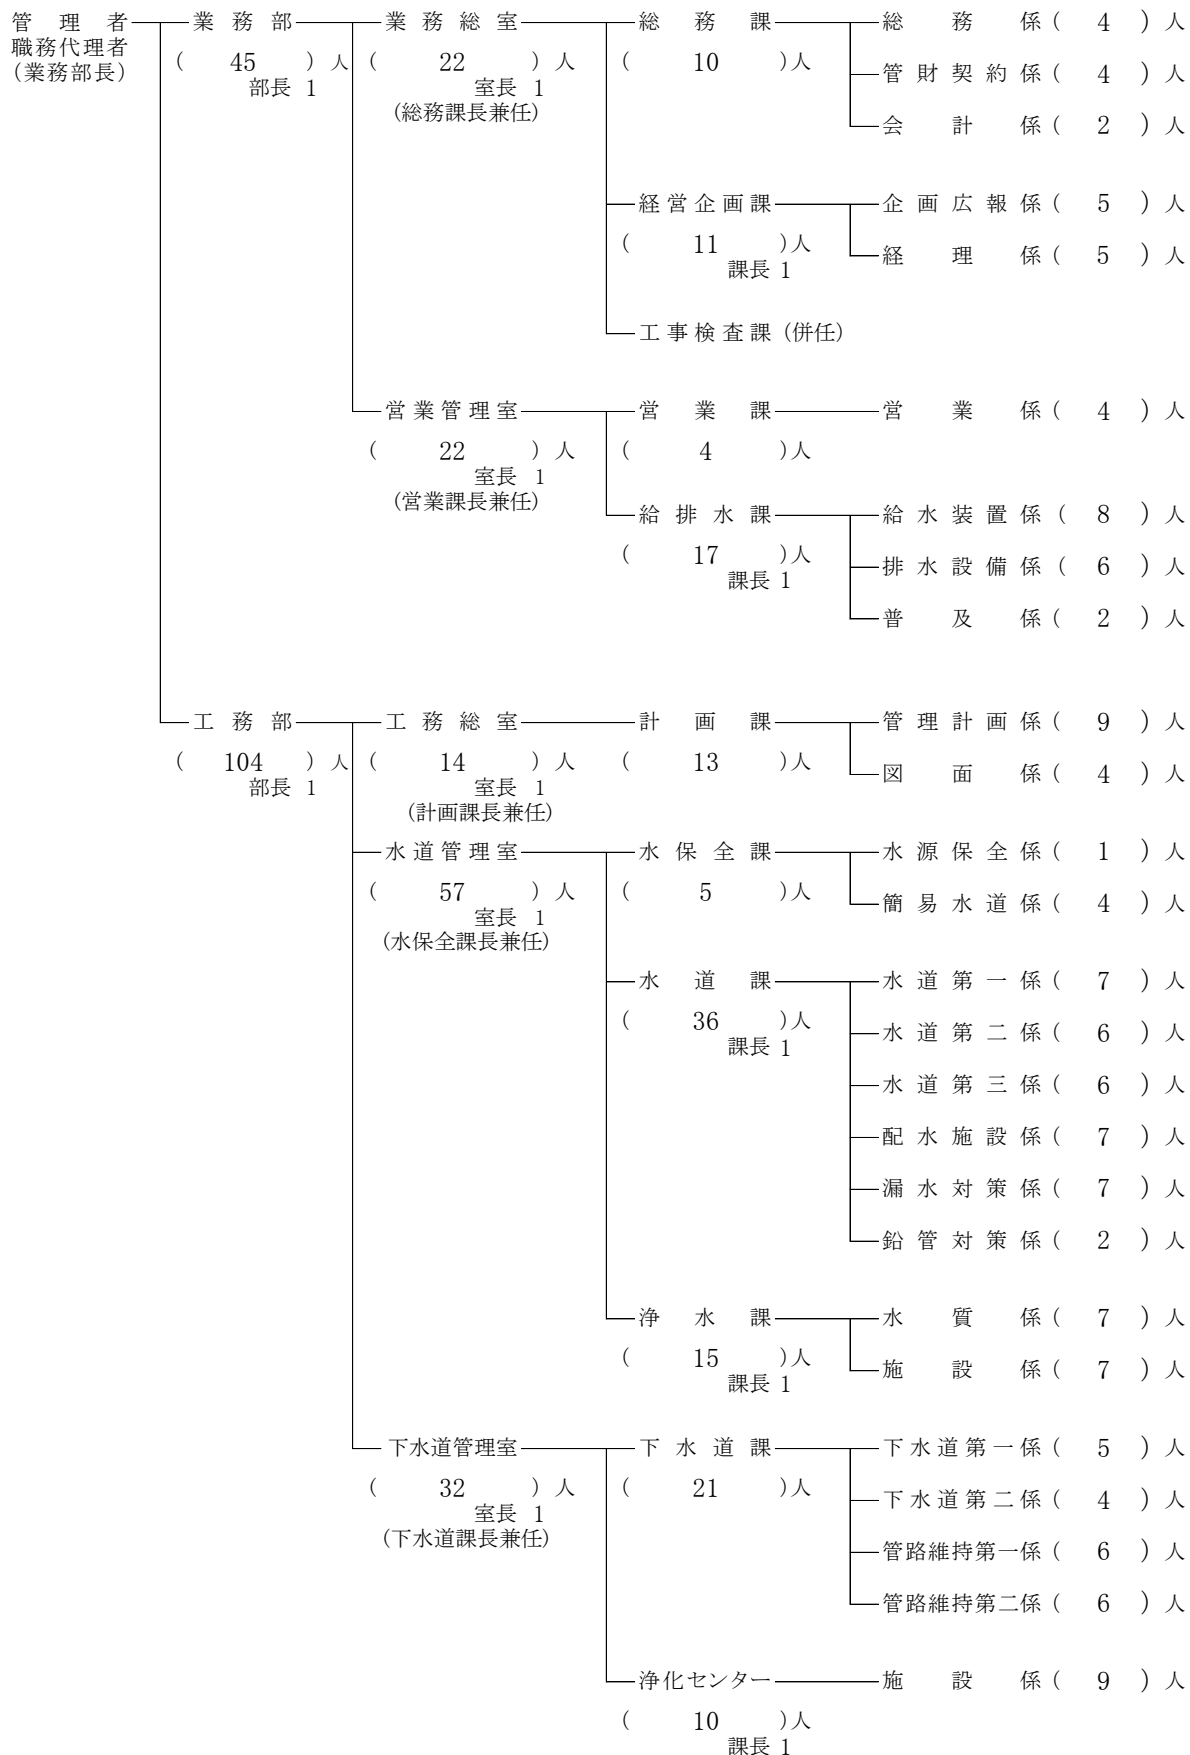 管理者 業務部 業務総室 総務課 総務係( 4 )人
職務代理者
(業務部長) ( 45 )人 ( 22 )人 ( 10 )人 管財契約係( 4 )人
部長 1 室長 1
(総務課長兼任) 会計係( 2 )人
経営企画課 企画広報係( 5 )人
( 11 )人 経理係( 5 )人
課長 1
工事検査課(併任)
営業管理室 営業課 営業係( 4 )人
( 22 )人 ( 4 )人
室長 1
(営業課長兼任)
給排水課 給水装置係( 8 )人
( 17 )人 排水設備係( 6 )人
課長 1
普及係( 2 )人
工務部 工務総室 計画課 管理計画係( 9 )人
( 104 )人 ( 14 )人 ( 13 )人 図面係( 4 )人
部長 1 室長 1
(計画課長兼任)
水道管理室 水保全課 水源保全係( 1 )人
( 57 )人 ( 5 )人 簡易水道係( 4 )人
室長 1
(水保全課長兼任)
水道課 水道第一係( 7 )人
( 36 )人 水道第二係( 6 )人
課長 1
水道第三係( 6 )人
配水施設係( 7 )人
漏水対策係( 7 )人
鉛管対策係( 2 )人
浄水課 水質係( 7 )人
( 15 )人 施設係( 7 )人
課長 1
下水道管理室 下水道課 下水道第一係( 5 )人
( 32 )人 ( 21 )人 下水道第二係( 4 )人
室長 1
(下水道課長兼任) 管路維持第一係( 6 )人
管路維持第二係( 6 )人
浄化センター 施設係( 9 )人
( 10 )人
課長 1